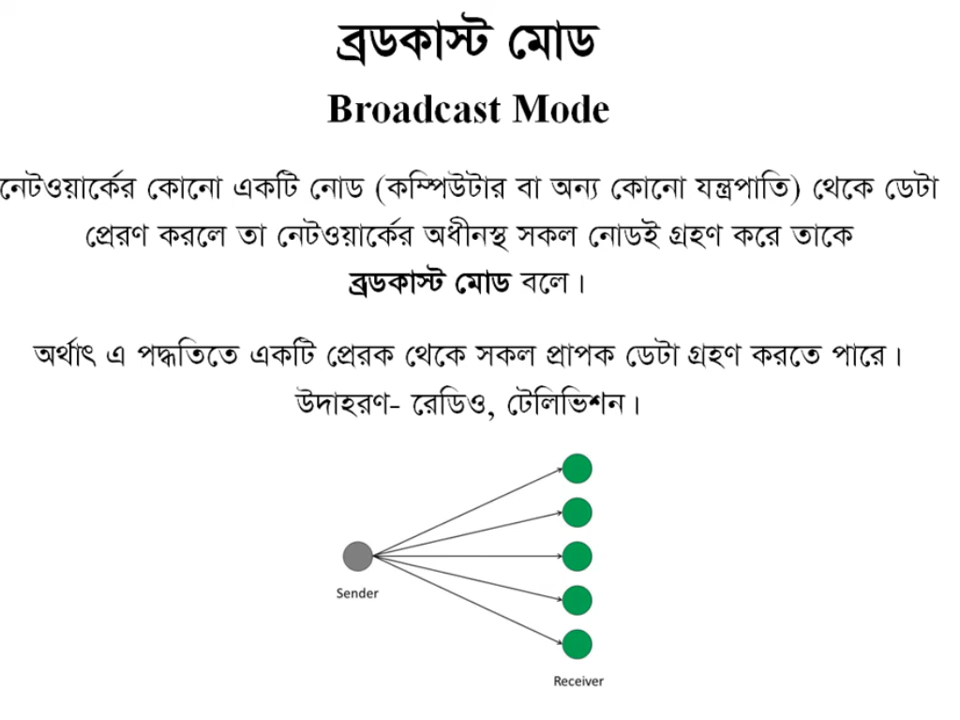 ব্রডকাস্ট মোড
Broadcast Mode
নেটওয়ার্কের কোনো একটি নোড (কম্পিউটার বা অন্য কোনো যন্ত্রপাতি) থেকে ডেটা
প্রেরণ করলে তা নেটওয়ার্কের অধীনস্থ সকল নোডই গ্রহণ করে তাকে
ব্রডকাস্ট মোড বলে।
অর্থাৎ এ পদ্ধতিতে একটি প্রেরক থেকে সকল প্রাপক ডেটা গ্রহণ করতে পারে।
উদাহরণ- রেডিও, টেলিভিশন।
Sender
Receiver